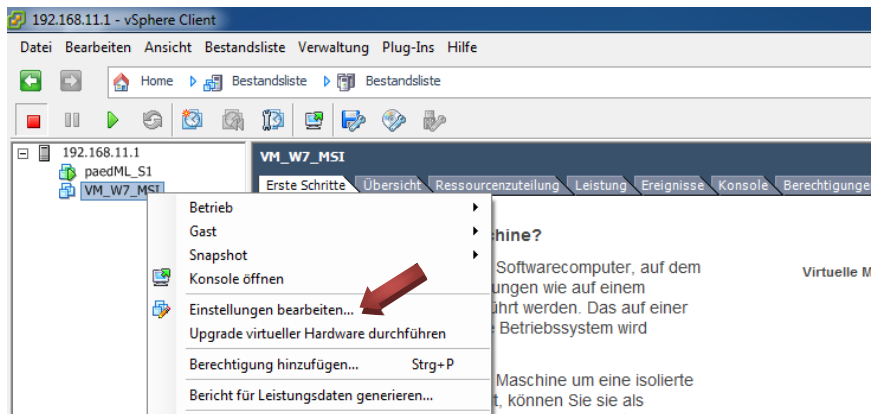 192.168.11.1 - vSphere Client
Datei Bearbeiten Ansicht Bestandsliste Verwaltung Plug-Ins Hilfe
Home Bestandsliste Bestandsliste
192.168.11.1
paedML_S1
VM_W7_MSI
VM_W7_MSI
Erste Schritte Übersicht Ressourcenzuteilung Leistung Ereignisse Konsole Berechtigunge
Betrieb
Gast
Snapshot
Konsole öffnen
Einstellungen bearbeiten...
Upgrade virtueller Hardware durchführen
Berechtigung hinzufügen... Strg+P
Bericht für Leistungsdaten generieren...
hine?
Softwarecomputer, auf dem
ungen wie auf einem
ührt werden. Das auf einer
Betriebssystem wird
Maschine um eine isolierte
t, können Sie sie als
Virtuelle M